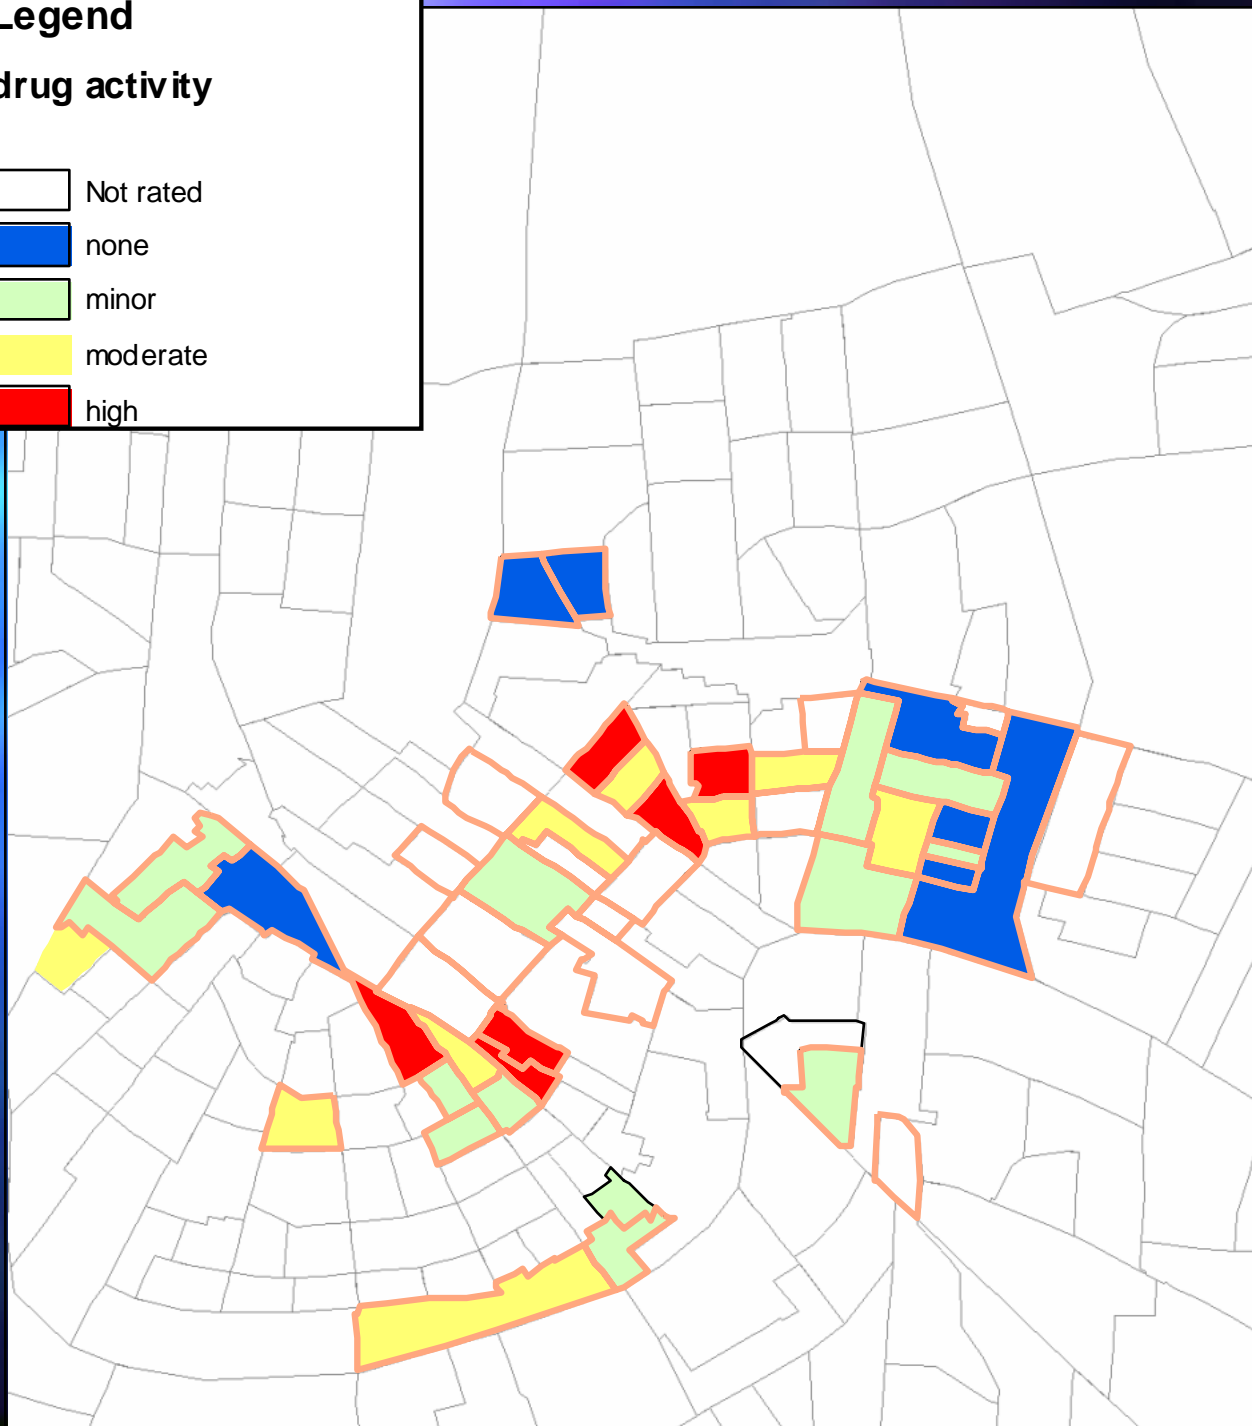 Legend
drug activity
Not rated
none
minor
moderate
high